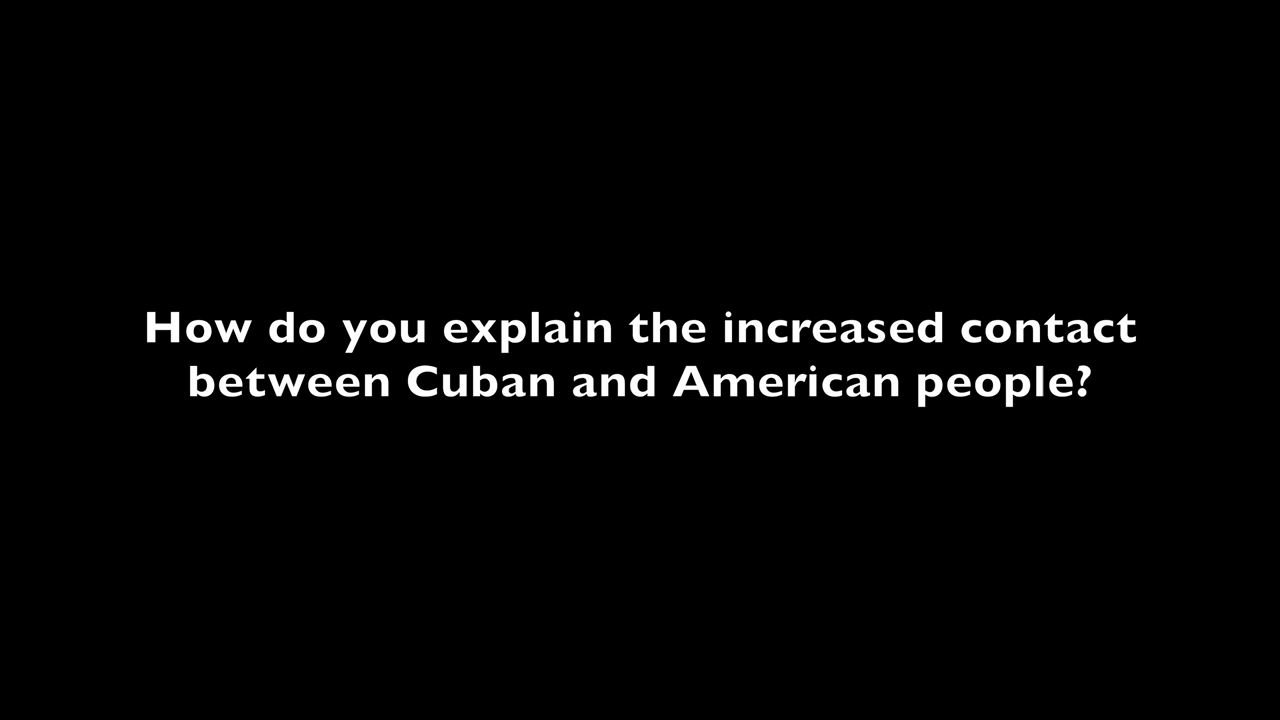 How do you explain the increased contact
between Cuban and American people?